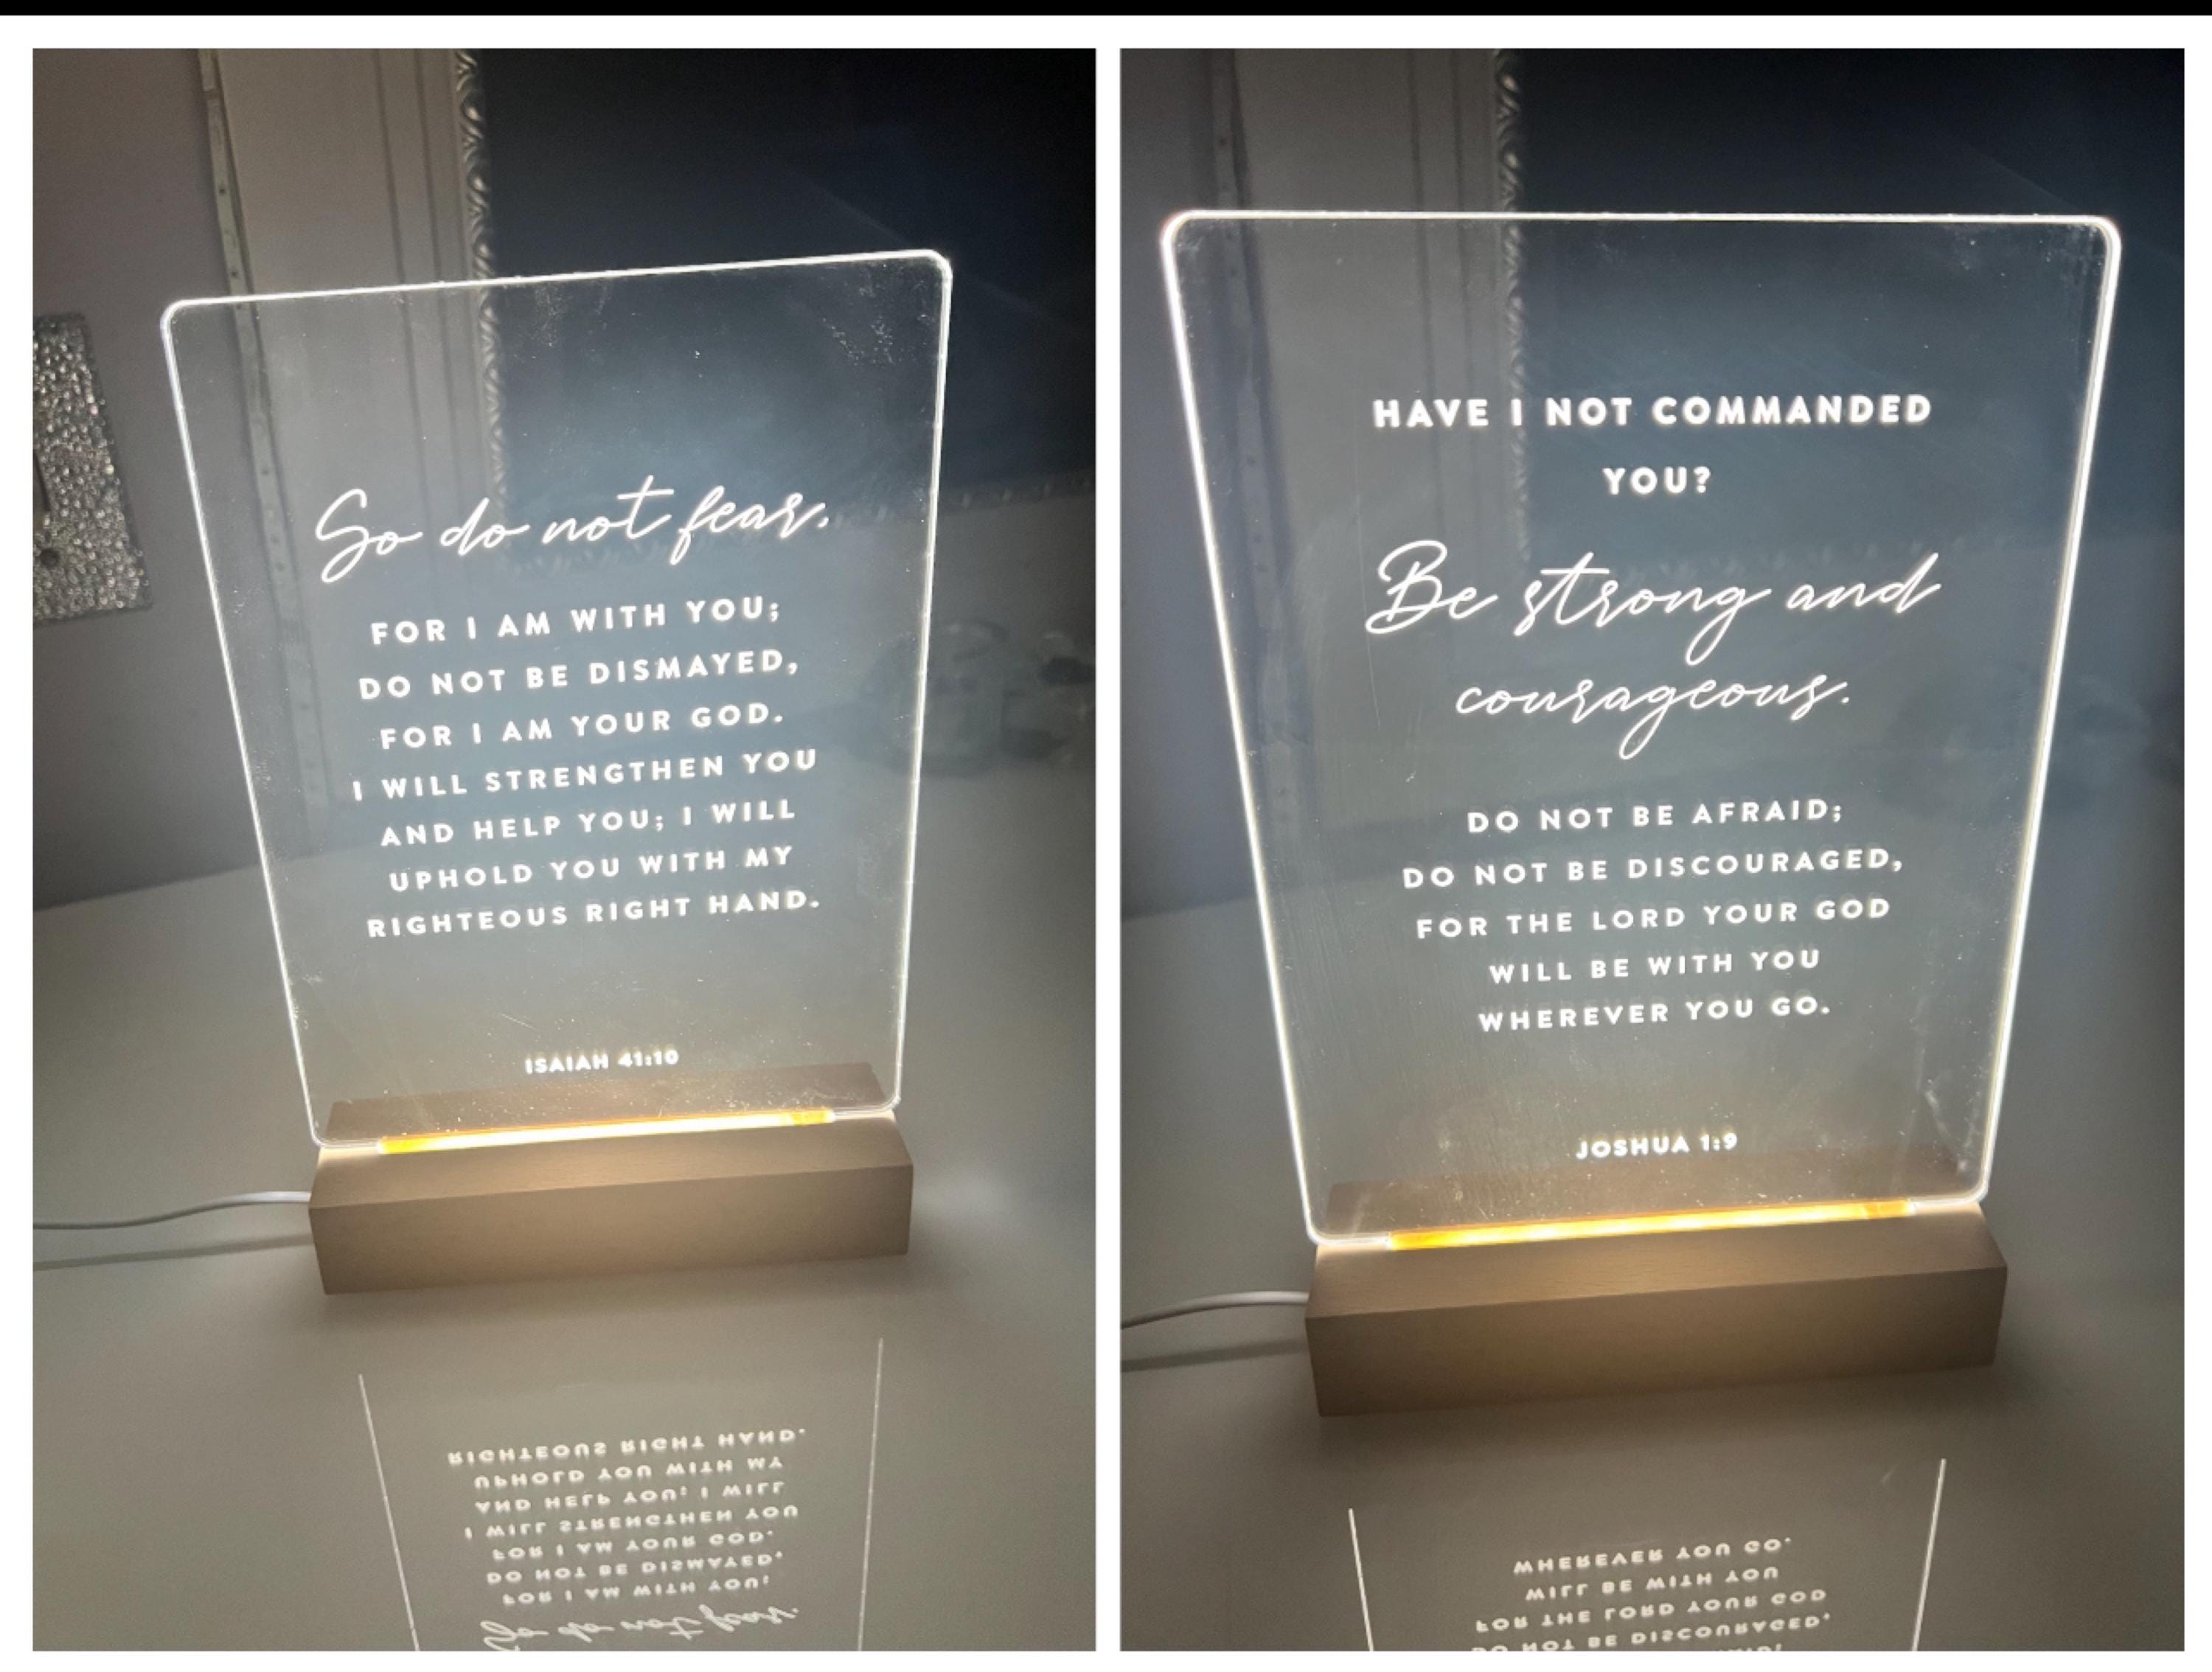 So do not fear,
FOR I AM WITH YOU;
DO NOT BE DISMAYED,
FOR I AM YOUR GOD.
I WILL STRENGTHEN YOU
AND HELP YOU; I WILL
UPHOLD YOU WITH MY
RIGHTEOUS RIGHT HAND.
ISAIAH 41:10
HAVE I NOT COMMANDED
YOU?
Be strong and
courageous.
DO NOT BE AFRAID;
DO NOT BE DISCOURAGED,
FOR THE LORD YOUR GOD
WILL BE WITH YOU
WHEREVER YOU GO.
JOSHUA 1:9